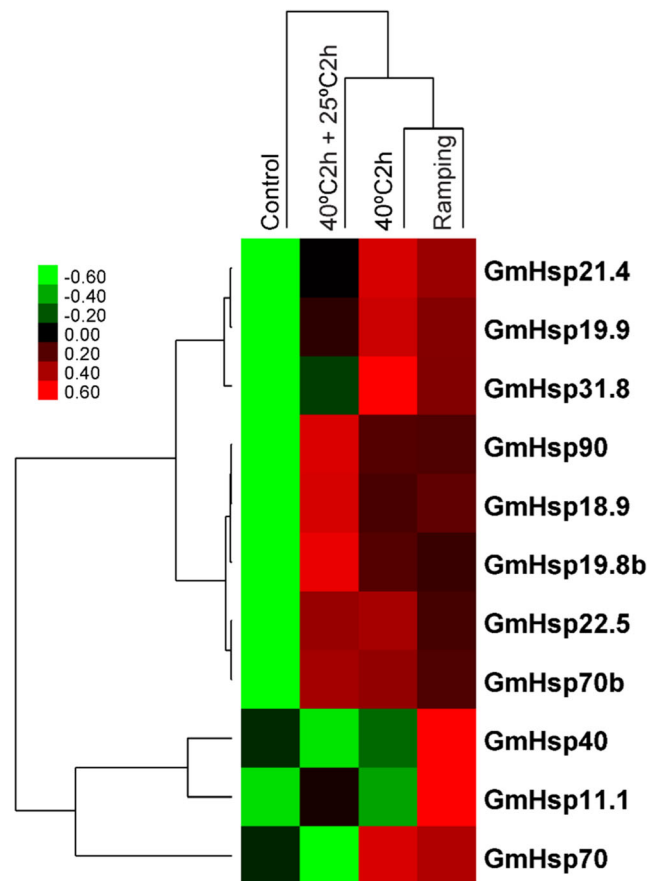 Control
40ºC2h + 25ºC2h
40ºC2h
Ramping
-0.60
-0.40
-0.20
0.00
0.20
0.40
0.60
GmHsp21.4
GmHsp19.9
GmHsp31.8
GmHsp90
GmHsp18.9
GmHsp19.8b
GmHsp22.5
GmHsp70b
GmHsp40
GmHsp11.1
GmHsp70